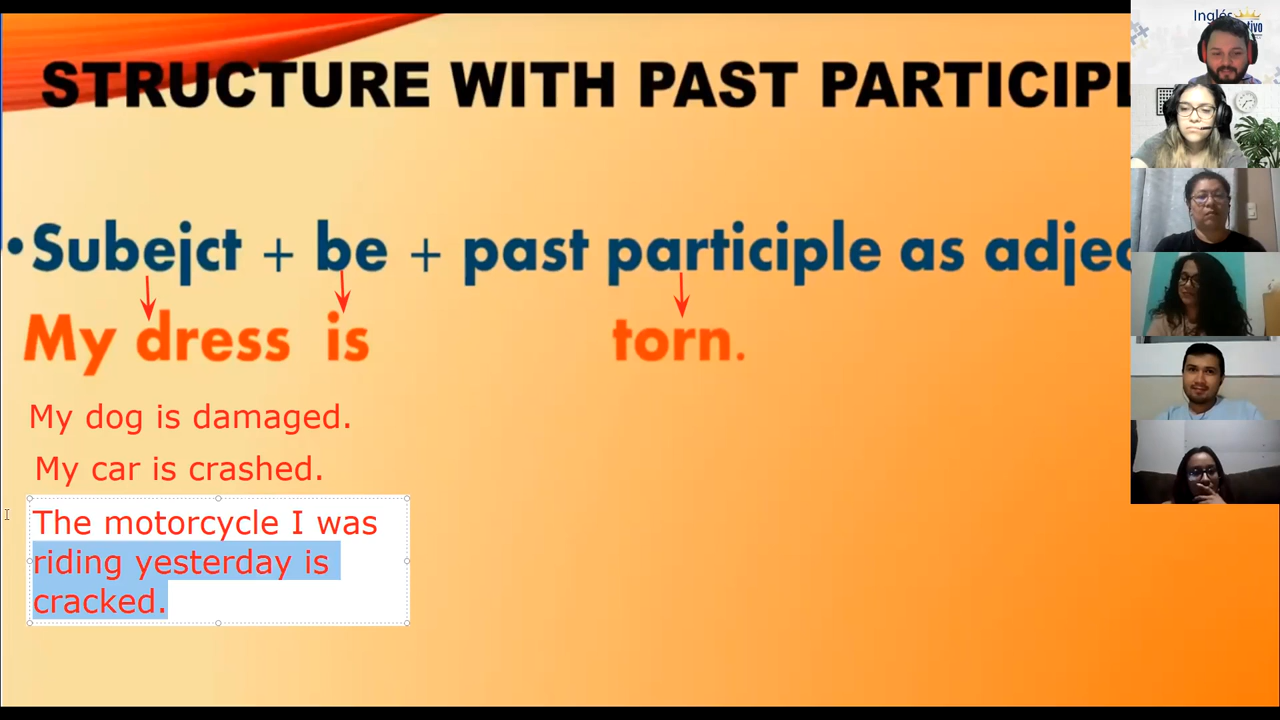 Inglés
STRUCTURE WITH PAST PARTICIPL
• Subejct + be + past participle as adjec
My dress is torn.
My dog is damaged.
My car is crashed.
The motorcycle I was
riding yesterday is
cracked.